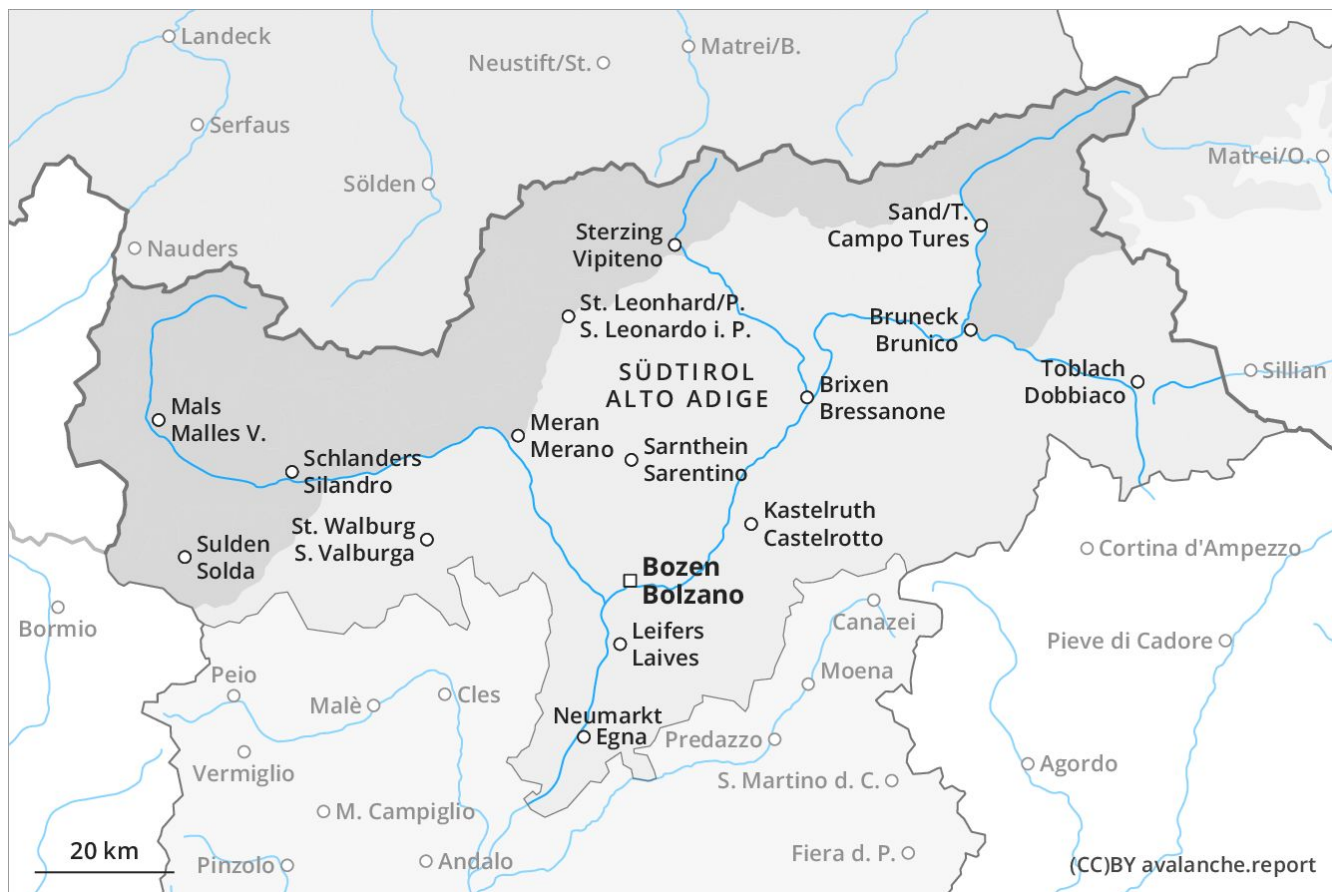 Landeck
Matrei/B.
Neustift/St.
Serfaus
Matrei/O.
Sölden
Sand/T.
Campo Tures
Sterzing
Vipiteno
Nauders
St. Leonhard/P.
S. Leonardo i. P.
Bruneck
Brunico
SÜDTIROL
ALTO ADIGE
Toblach
Dobbiaco
Sillian
Brixen
Bressanone
Mals
Malles V.
Meran
Merano
Sarnthein
Sarentino
Schlanders
Silandro
Kastelruth
Castelrotto
St. Walburg
S. Valburga
Sulden
Solda
Cortina d'Ampezzo
Bozen
Bolzano
Bormio
Canazei
Leifers
Laives
Pieve di Cadore
Peio
Moena
Malè
Cles
Neumarkt
Egna
Predazzo
Vermiglio
Agordo
S. Martino d. C.
M. Campiglio
20 km
Pinzolo
Andalo
Fiera d. P.
(CC)BY avalanche.report